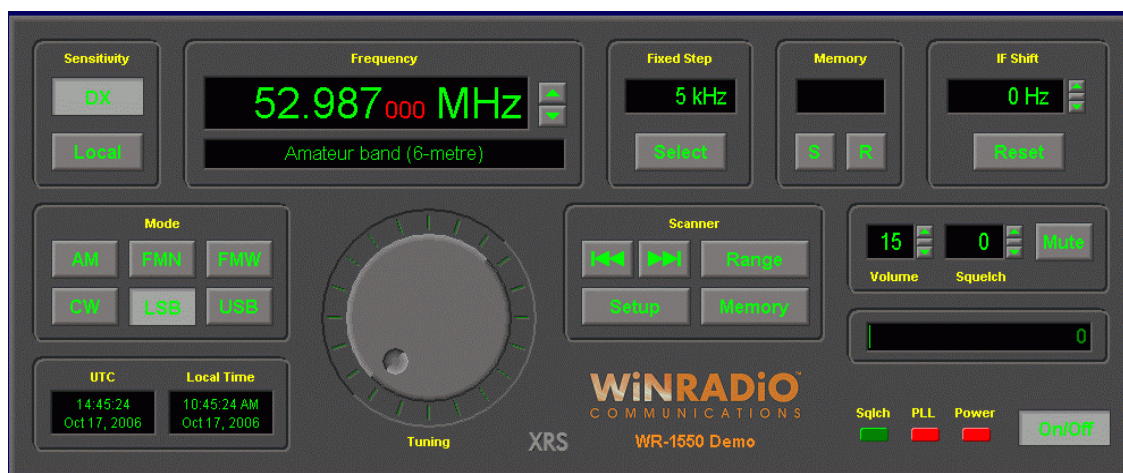 Sensitivity
DX
Local
Frequency
52.987000 MHz
Amateur band (6-metre)
Fixed Step
5 kHz
Select
Memory
S R
IF Shift
0 Hz
Reset
Mode
AM FMN FMW
CW LSB USB
Tuning
Scanner
Range
Setup Memory
15 0 Mute
Volume Squelch
0
UTC Local Time
14:45:24 10:45:24 AM
Oct 17, 2006 Oct 17, 2006
XRS
WiNRADiO™
COMMUNICATIONS
WR-1550 Demo
Sqlch PLL Power
On/Off